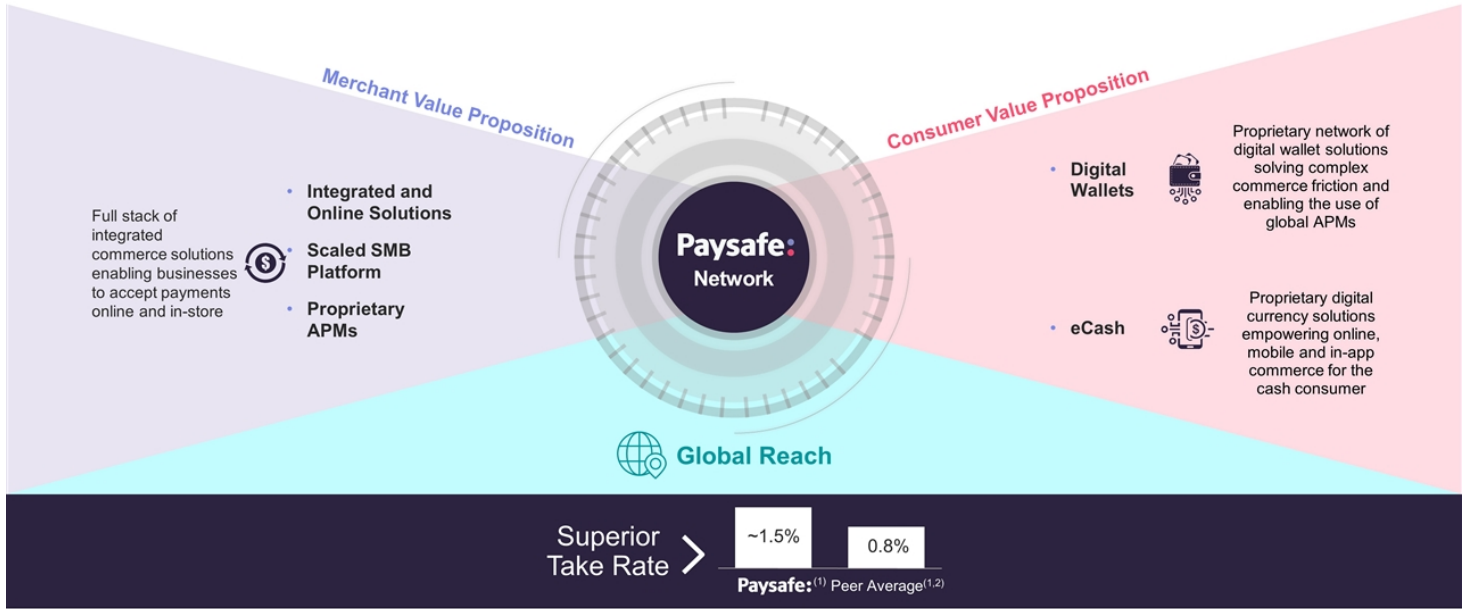 Merchant Value Proposition
Full stack of
integrated
commerce solutions
enabling businesses
to accept payments
online and in-store
$
• Integrated and
Online Solutions
• Scaled SMB
Platform
• Proprietary
APMs
Paysafe:
Network
Consumer Value Proposition
• Digital
Wallets
Proprietary network of
digital wallet solutions
solving complex
commerce friction and
enabling the use of
global APMs
• eCash
$
Proprietary digital
currency solutions
empowering online,
mobile and in-app
commerce for the
cash consumer
Global Reach
Superior
Take Rate
~1.5%
0.8%
Paysafe:(1) Peer Average(1,2)